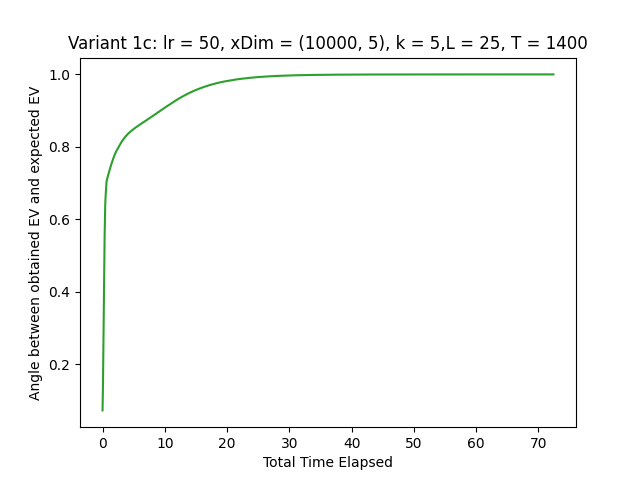 Variant 1c: lr = 50, xDim = (10000, 5), k = 5,L = 25, T = 1400
Angle between obtained EV and expected EV
1.0
0.8
0.6
0.4
0.2
0 10 20 30 40 50 60 70
Total Time Elapsed